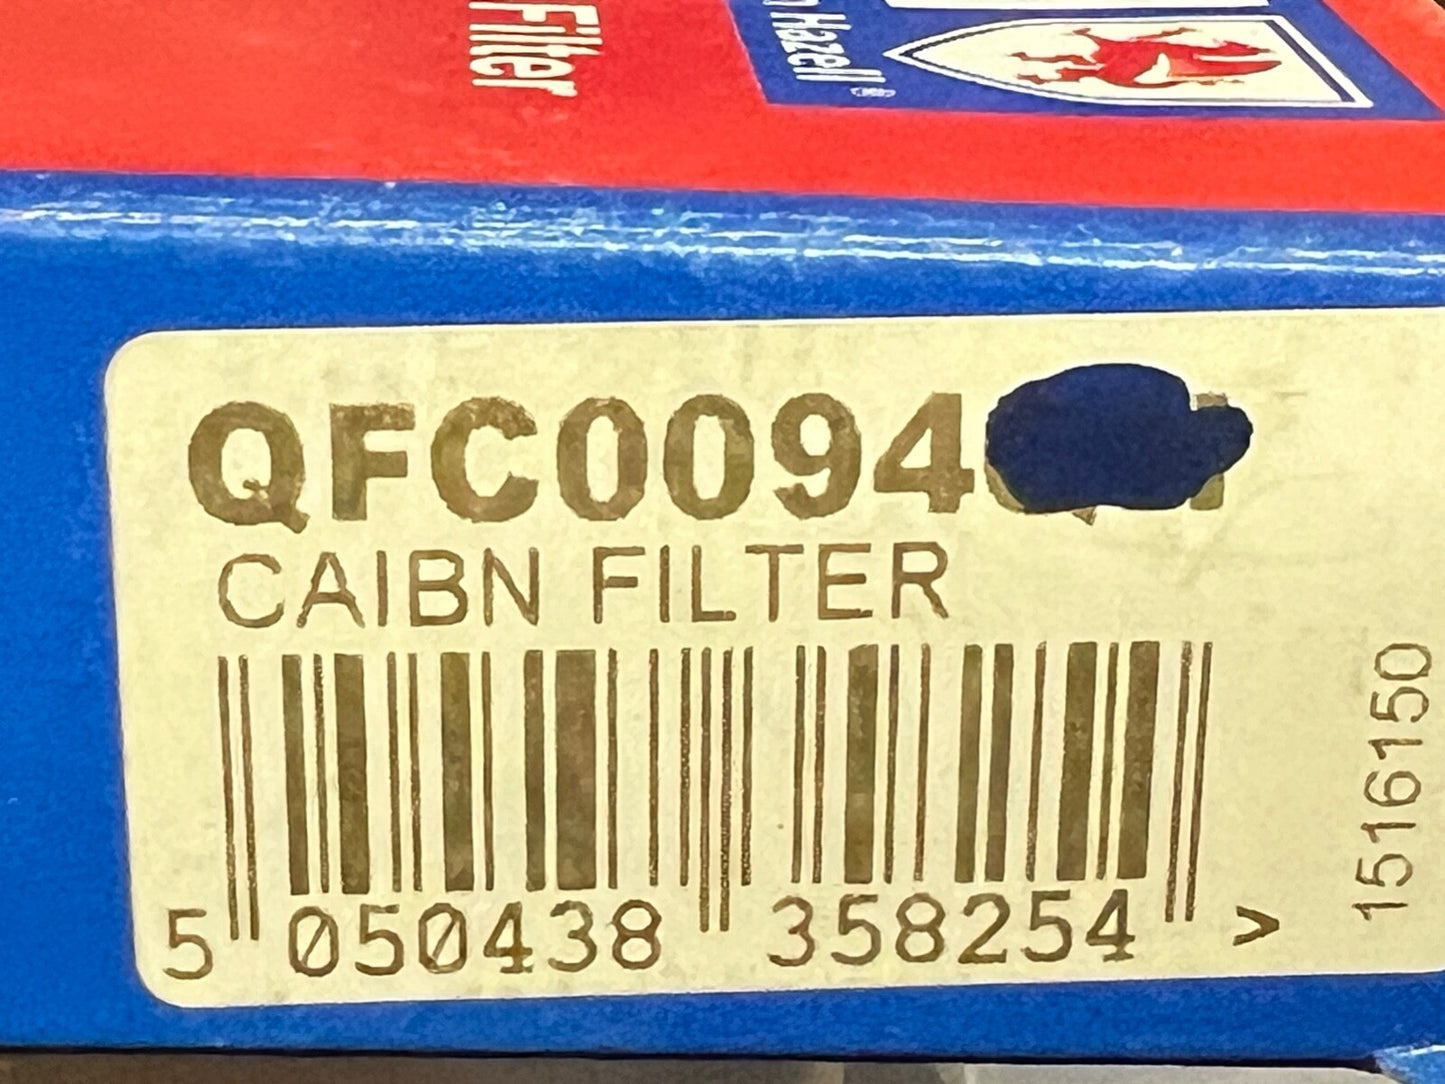 Filter
Hazell
QFC0094
CAIBN FILTER
5 050438 358254 >
1516150